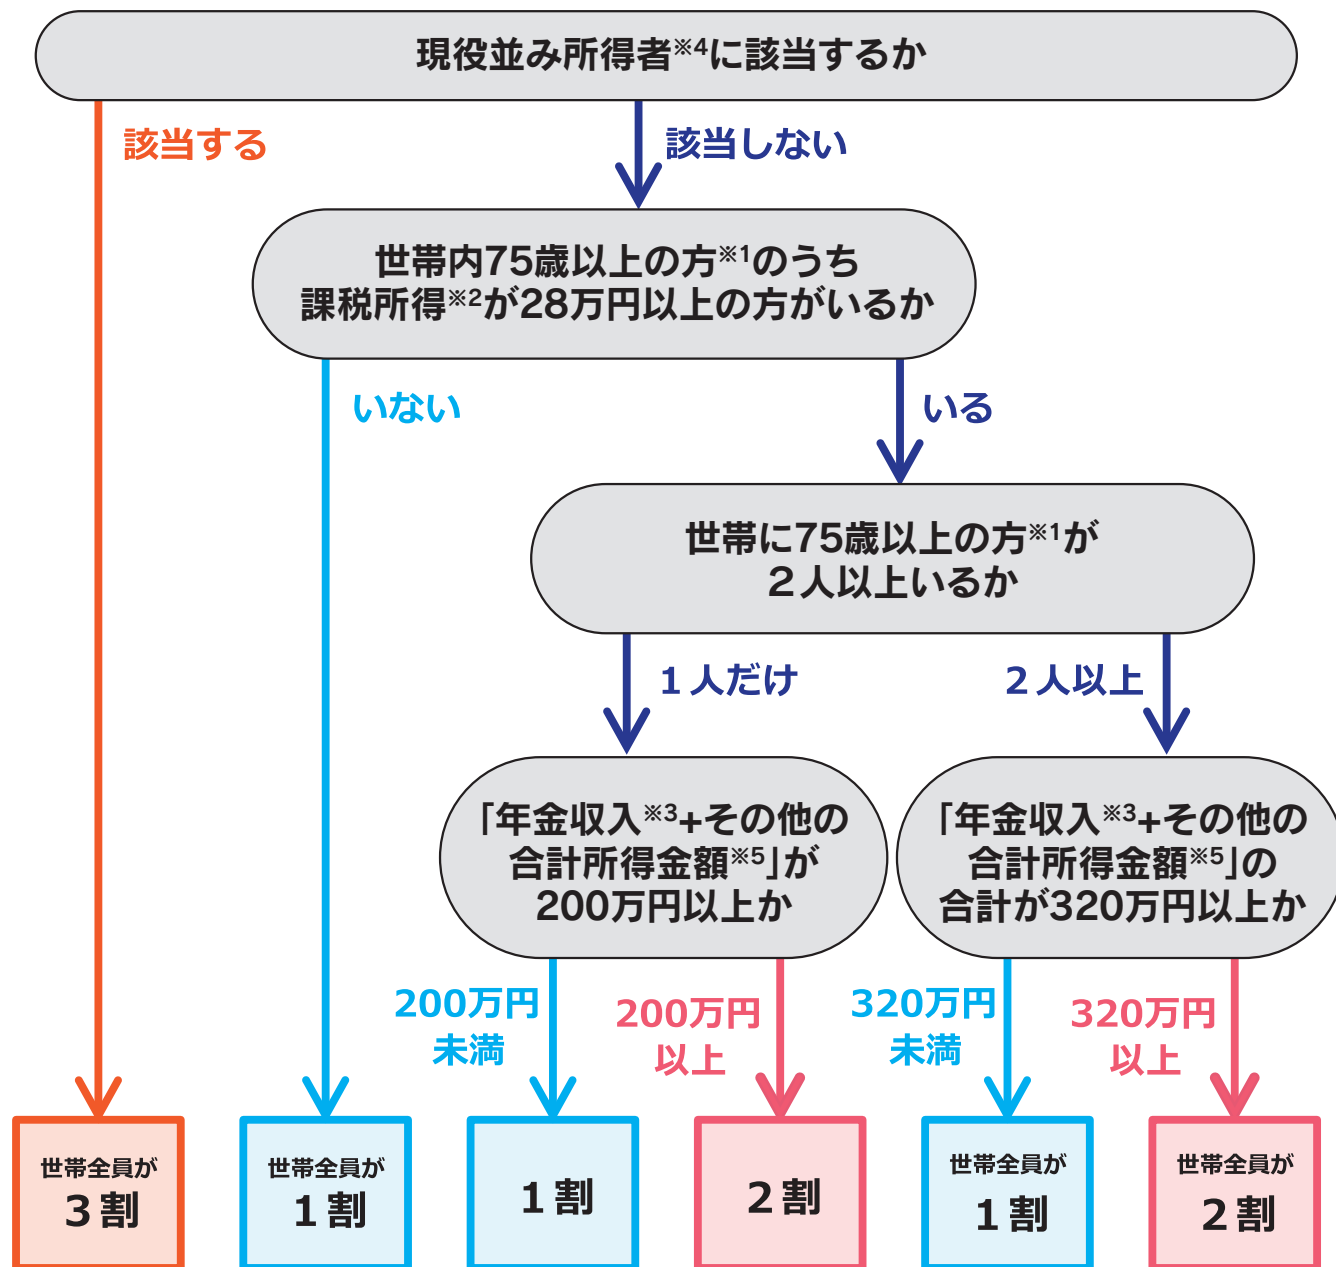 現役並み所得者※4に該当するか
該当する
該当しない
世帯内75歳以上の方※1のうち
課税所得※2が28万円以上の方がいるか
いない
いる
世帯に75歳以上の方※1が
２人以上いるか
１人だけ
２人以上
「年金収入※3+その他の
合計所得金額※5」が
200万円以上か
「年金収入※3+その他の
合計所得金額※5」の
合計が320万円以上か
200万円
未満
200万円
以上
320万円
未満
320万円
以上
世帯全員が
３割
世帯全員が
１割
１割
２割
世帯全員が
１割
世帯全員が
２割